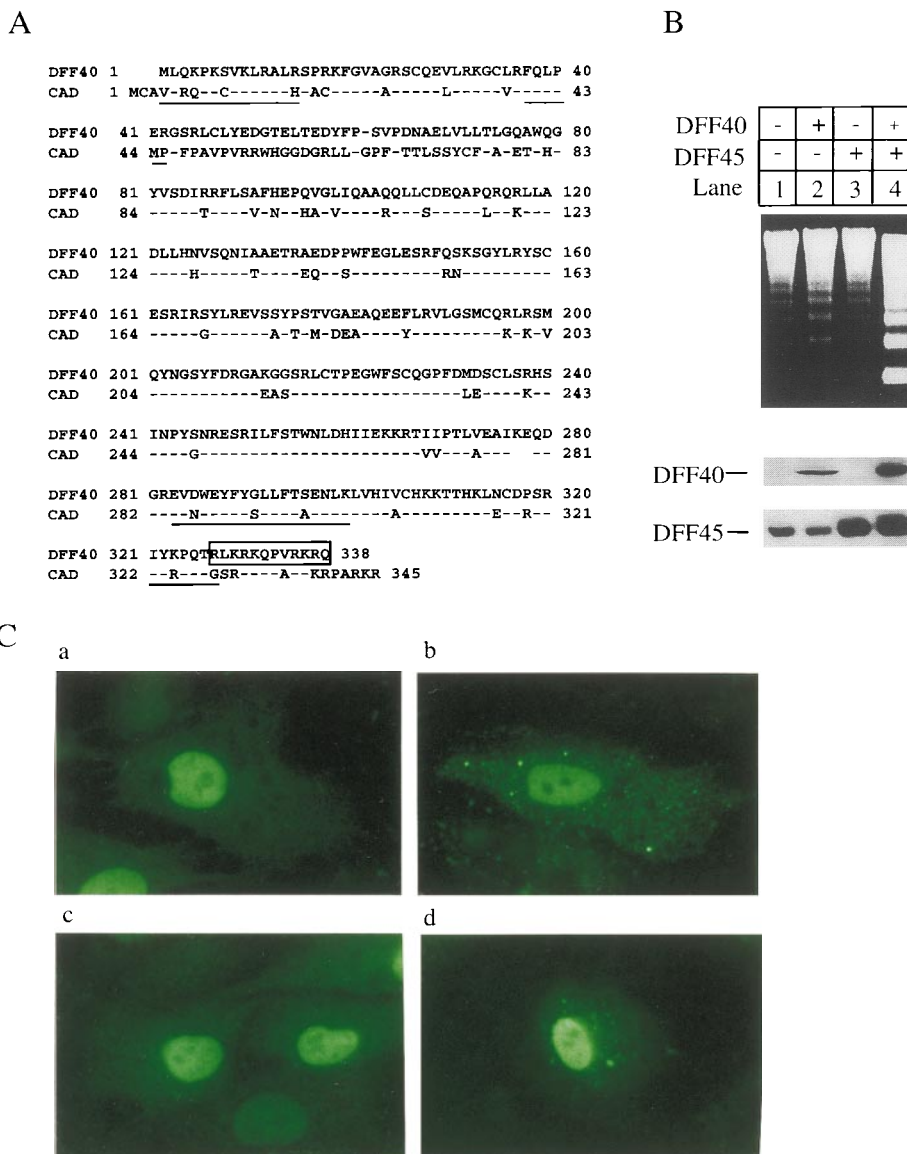 A
DFF40 1 MLQKPKSVKLRALRSPRKFGVAGRSCQEVLRKGCLRFQLP 40
CAD 1 MCAV-RQ--C------H-AC----A-----L-----V---- 43
41 ERGSRLCLYEDGTELTEDYFP-SVPDNAELVLLTLGQAWQG 80
44 MP-FPAVPVRRWHGGDGRLL-GPF-TTLSSYCF-A-ET-H- 83
DFF40
CAD
DFF40 81 YVSDIRRFLSAFHEPQVGLIQAAQQLLCDEQAPQRQRLLA 120
CAD 84 -----T----V--N--HA-V-----R---S-----L--K--- 123
DFF40 121 DLLHNVSQNIAAETRAEDPPWFEGLESRFQSKSGYLRYSC 160
CAD 124 ----H-----T----EQ--S--------RN---------- 163
DFF40 161 ESRIRSYLREVSSYPSTVGAEAQEEFLRVLGSMCQRLRSM 200
CAD 164 -----G------A-T-M-DEA----Y--------K-K-V 203
DFF40 201 QYNGSYFDRGAKGGSRLCTPEGWFSCQGPFDMDSCLSRHS 240
CAD 204 -----------EAS----------------LE----K-- 243
DFF40 241 INPYSNRESRILFSTWNLDHIIEKKRTIIPTLVEAIKEQD 280
CAD 244 ----G----------------------VV---A--- --- 281
DFF40 281 GREVDWEYFYGLLFTSENLKLVHIVCHKKTTHKLNCDPSR 320
CAD 282 ----N-----S----A--------A---------E--R--- 321
DFF40 321 IYKPQTRLKRKQPVRKRQ 338
CAD 322 --R---GSR----A--KRPARKR 345
B
DFF40 - + - +
DFF45 - - + +
Lane 1 2 3 4
DFF40
DFF45
C
a
b
c
d